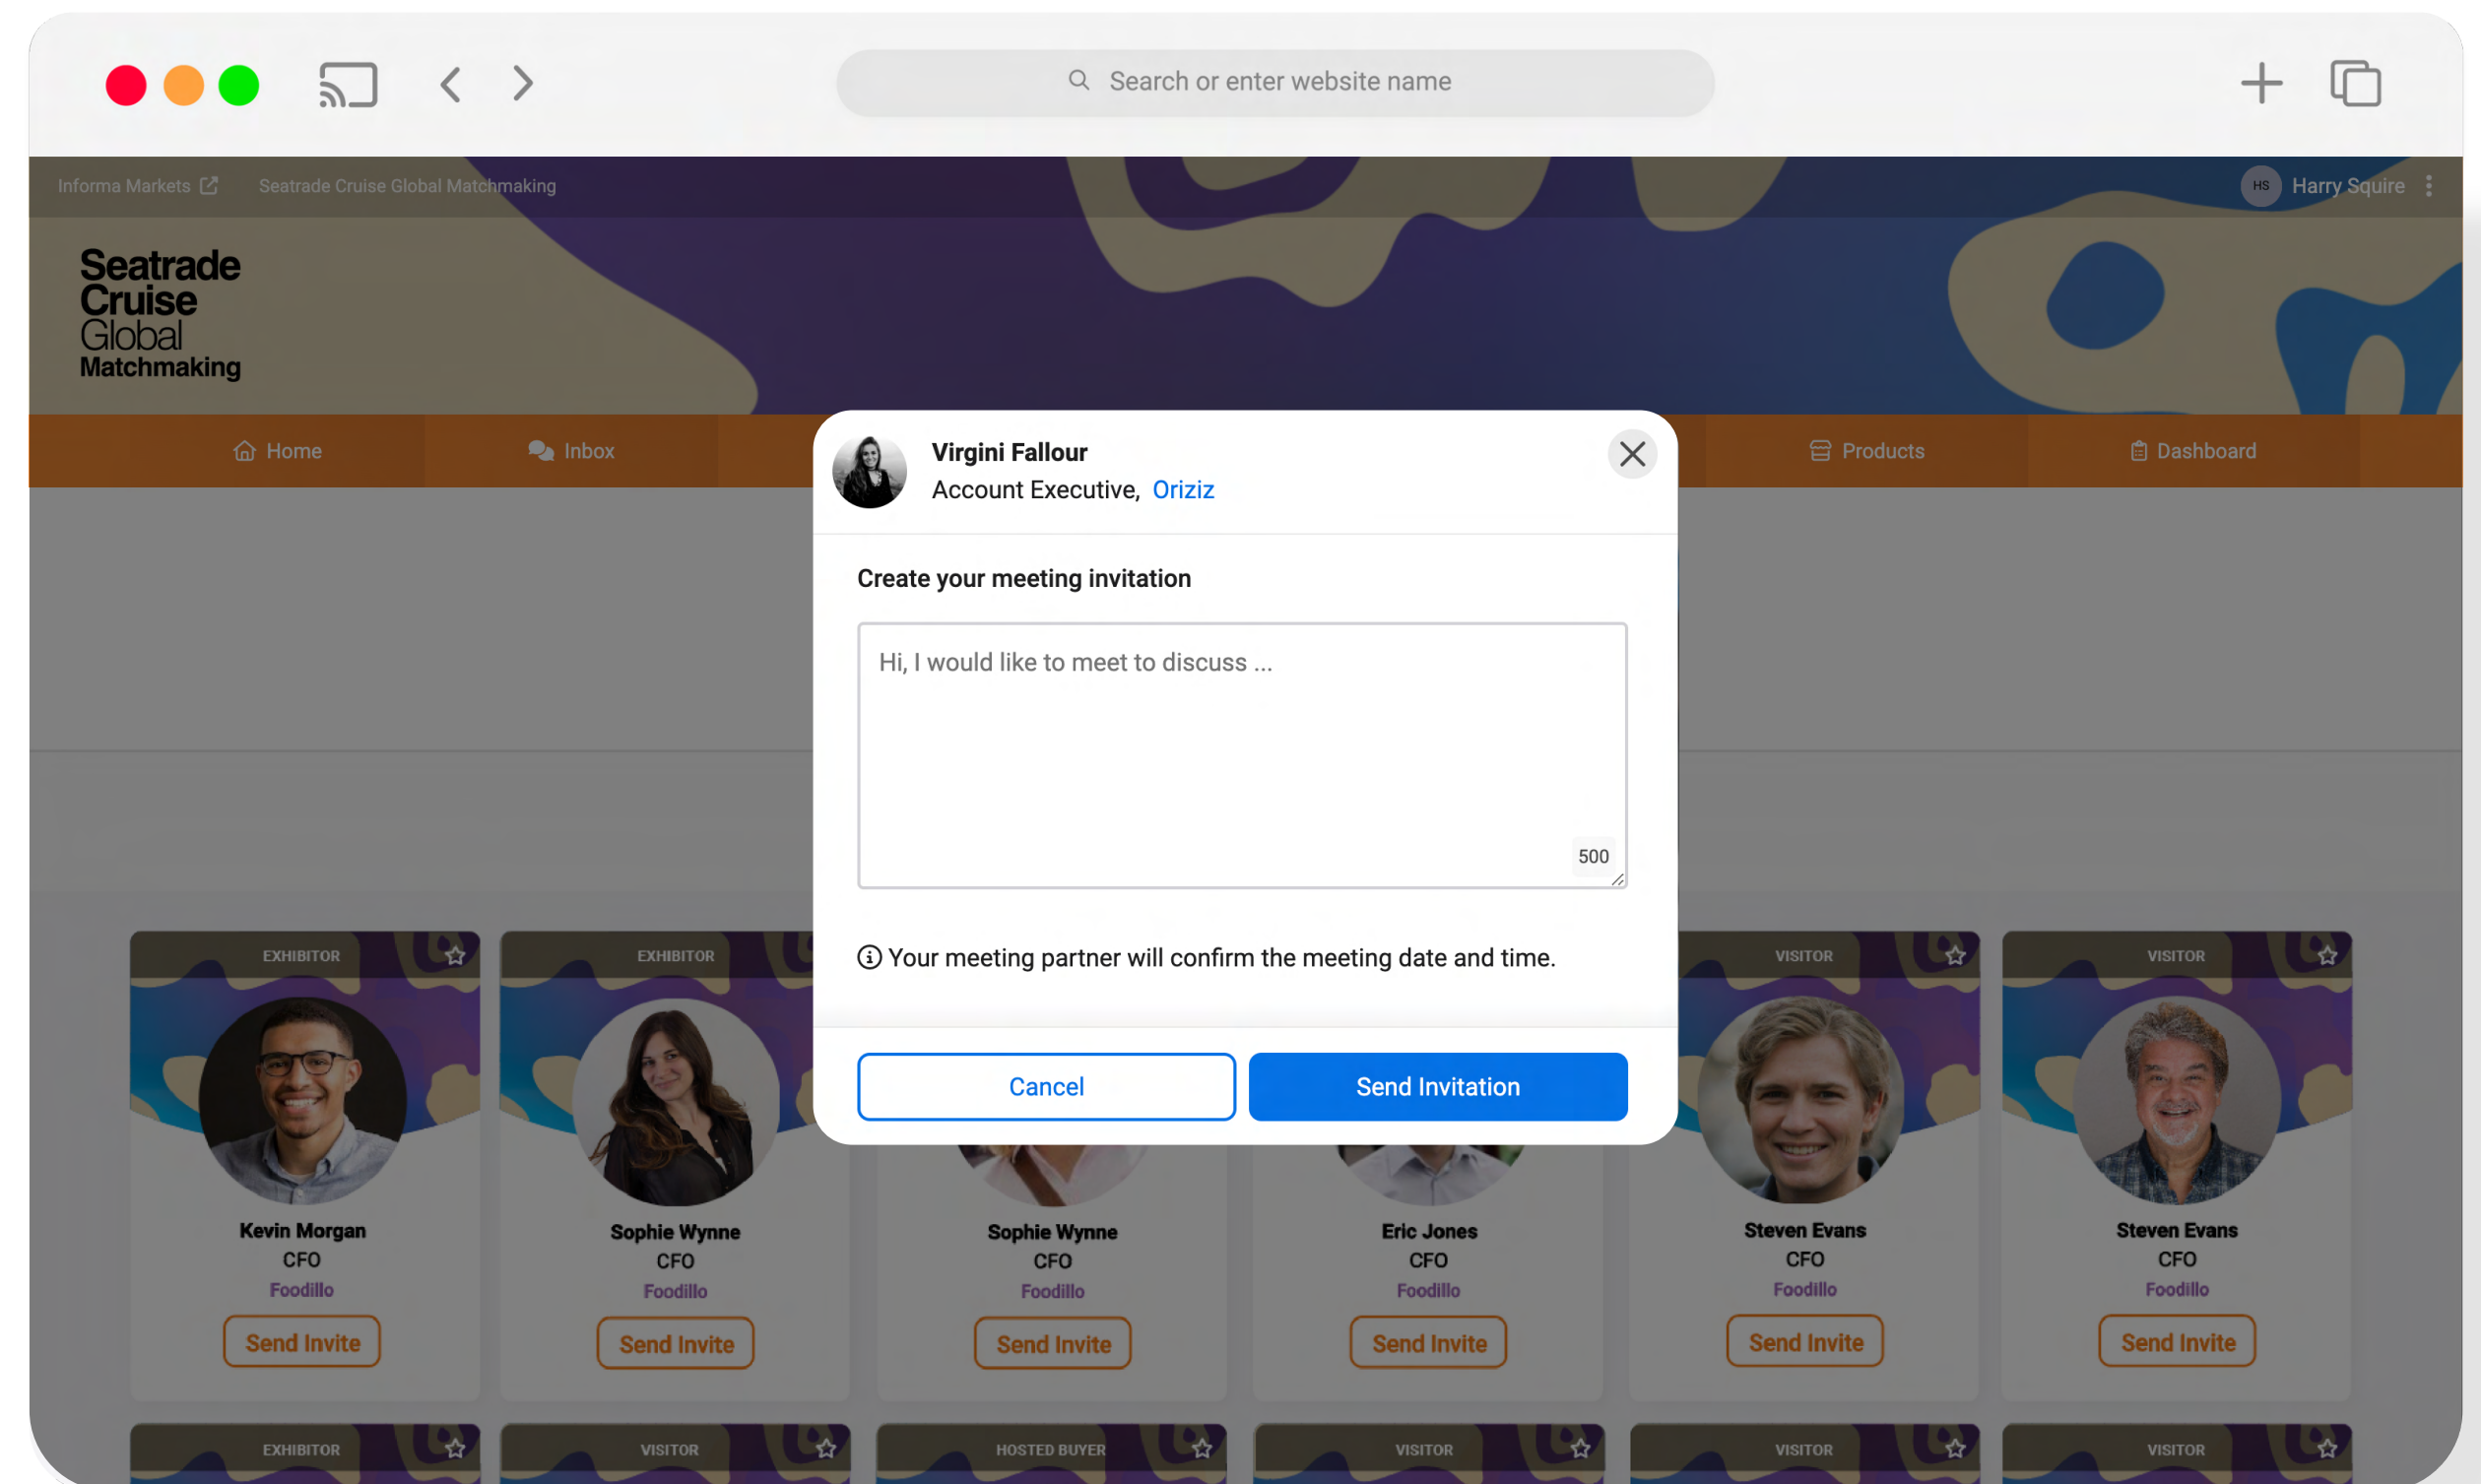 Search or enter website name
Informa Markets
Seatrade Cruise Global Matchmaking
HS
Harry Squire
Seatrade
Cruise
Global
Matchmaking
Home
Inbox
Products
Dashboard
Virgini Fallour
Account Executive, Oriziz
Create your meeting invitation
Hi, I would like to meet to discuss ...
500
Your meeting partner will confirm the meeting date and time.
Cancel
Send Invitation
EXHIBITOR
EXHIBITOR
VISITOR
VISITOR
Kevin Morgan
CFO
Foodillo
Send Invite
Sophie Wynne
CFO
Foodillo
Send Invite
Sophie Wynne
CFO
Foodillo
Send Invite
Eric Jones
CFO
Foodillo
Send Invite
Steven Evans
CFO
Foodillo
Send Invite
Steven Evans
CFO
Foodillo
Send Invite
EXHIBITOR
VISITOR
HOSTED BUYER
VISITOR
VISITOR
VISITOR